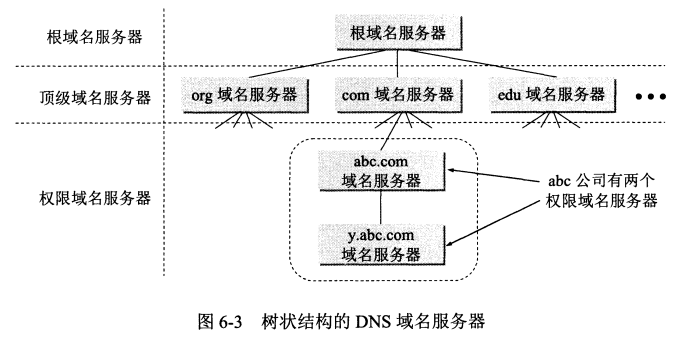 根域名服务器
根域名服务器
顶级域名服务器
org 域名服务器
com 域名服务器
edu 域名服务器
•••
权限域名服务器
abc.com
域名服务器
abc 公司有两个
权限域名服务器
y.abc.com
域名服务器
图 6-3 树状结构的 DNS 域名服务器